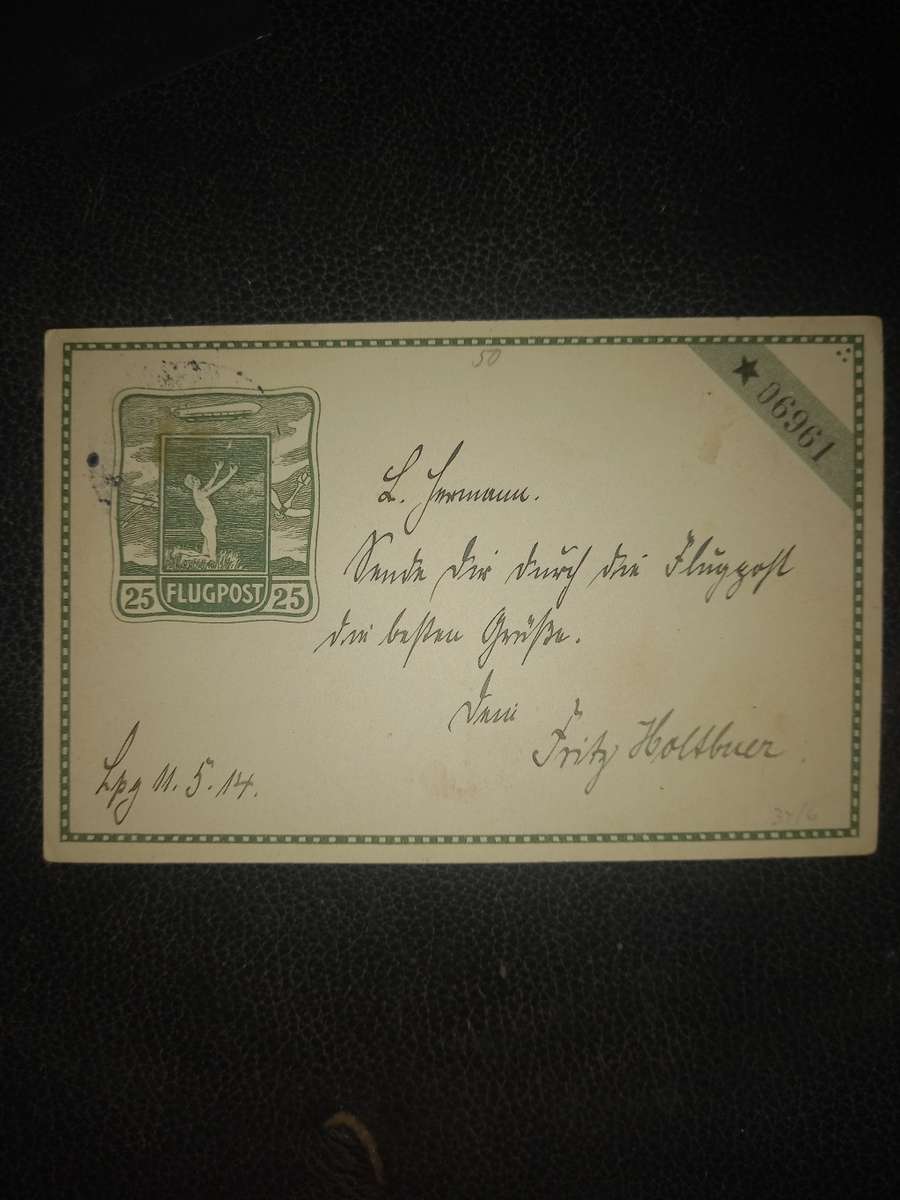 50
★ 06961
25 FLUGPOST 25
L. Hermann.
Sende Dir durch die Flugpost
die besten Grüße.
Dein
Fritz Holtbuer.
Lpg 11.5.14.